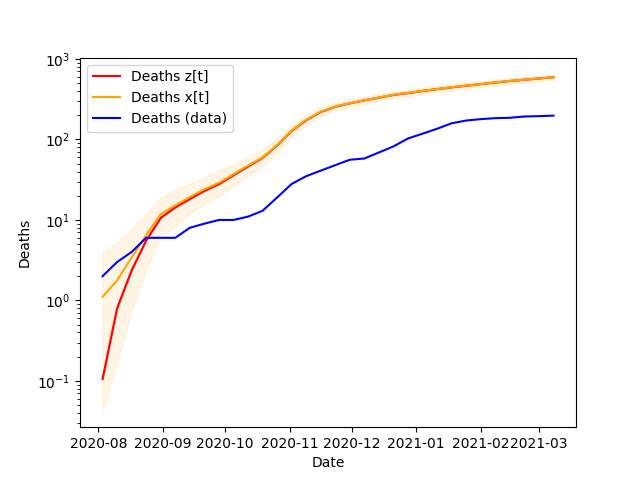 10³
10²
10¹
10⁰
10⁻¹
Deaths
Deaths z[t]
Deaths x[t]
Deaths (data)
2020-08 2020-09 2020-10 2020-11 2020-12 2021-01 2021-02 2021-03
Date